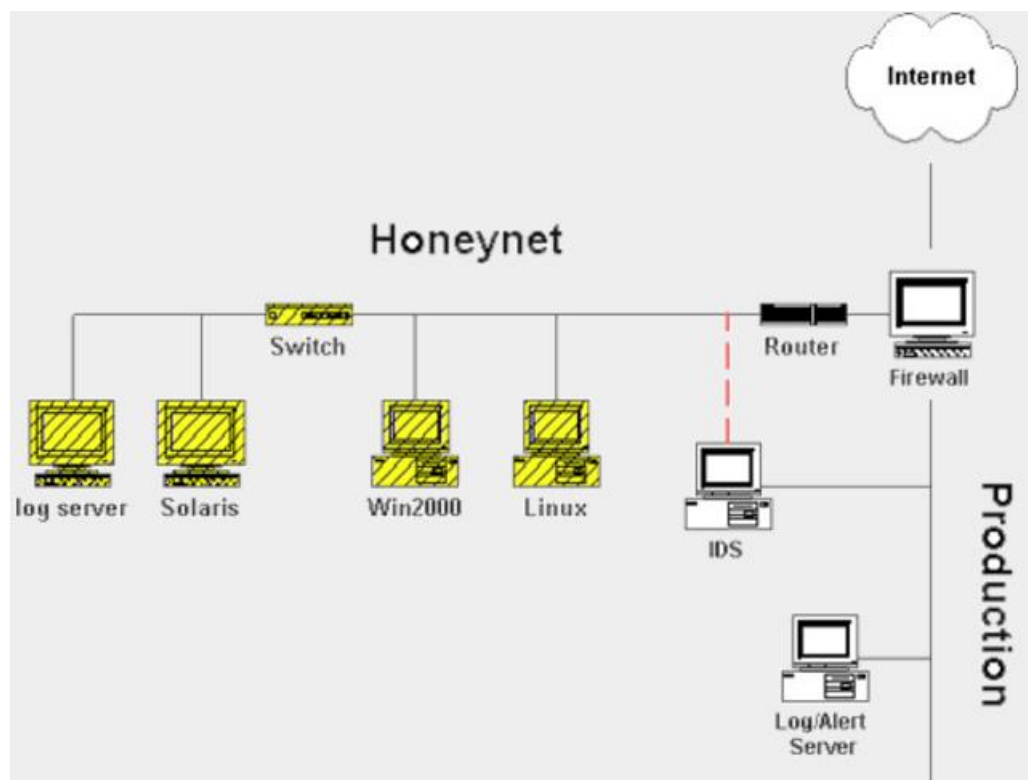 Internet
Honeynet
Switch
Router
Firewall
log server
Solaris
Win2000
Linux
IDS
Production
Log/Alert
Server